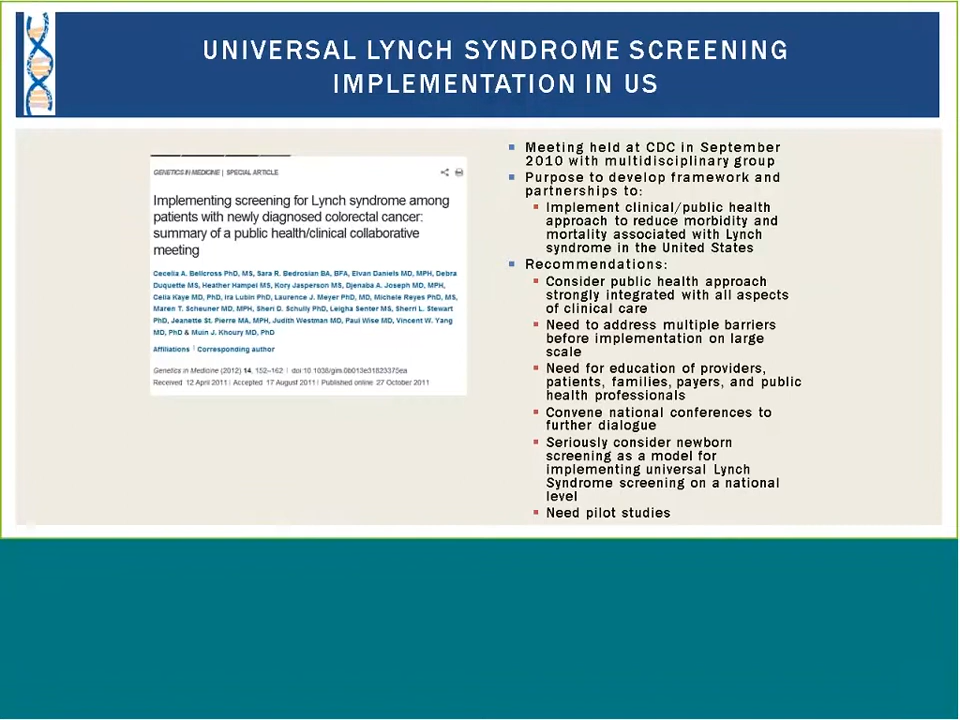 UNIVERSAL LYNCH SYNDROME SCREENING
IMPLEMENTATION IN US
GENETICS IN MEDICINE | SPECIAL ARTICLE
Implementing screening for Lynch syndrome among
patients with newly diagnosed colorectal cancer:
summary of a public health/clinical collaborative
meeting
Cecelia A. Bellcross PhD, MS, Sara R. Bedrosian BA, BFA, Elvan Daniels MD, MPH, Debra
Duquette MS, Heather Hampel MS, Kory Jasperson MS, Djenaba A. Joseph MD, MPH,
Celia Kaye MD, PhD, Ira Lubin PhD, Laurence J. Meyer PhD, MD, Michele Reyes PhD, MS,
Maren T. Scheuner MD, MPH, Sheri D. Schully PhD, Leigha Senter MS, Sherri L. Stewart
PhD, Jeanette St. Pierre MA, MPH, Judith Westman MD, Paul Wise MD, Vincent W. Yang
MD, PhD & Muin J. Khoury MD, PhD
Affiliations | Corresponding author
Genetics in Medicine (2012) 14, 152–162 | doi:10.1038/gim.0b013e31823375ea
Received 12 April 2011 | Accepted 17 August 2011 | Published online 27 October 2011
Meeting held at CDC in September
2010 with multidisciplinary group
Purpose to develop framework and
partnerships to:
Implement clinical/public health
approach to reduce morbidity and
mortality associated with Lynch
syndrome in the United States
Recommendations:
Consider public health approach
strongly integrated with all aspects
of clinical care
Need to address multiple barriers
before implementation on large
scale
Need for education of providers,
patients, families, payers, and public
health professionals
Convene national conferences to
further dialogue
Seriously consider newborn
screening as a model for
implementing universal Lynch
Syndrome screening on a national
level
Need pilot studies